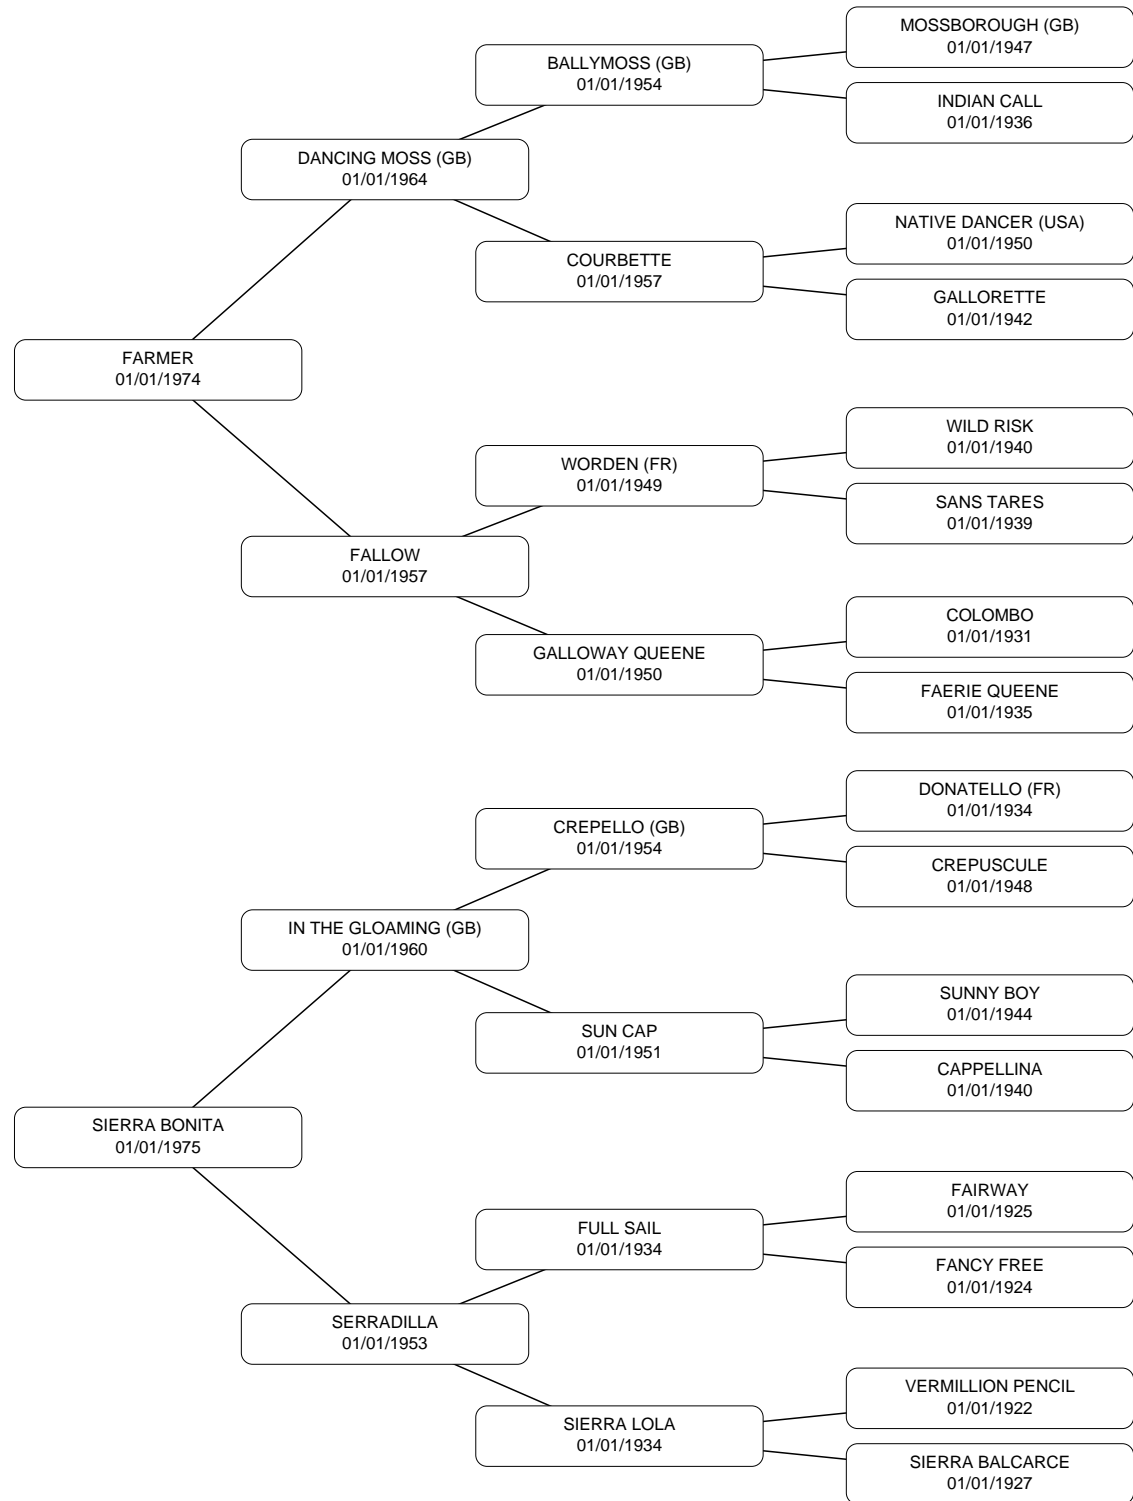 MOSSBOROUGH (GB)
01/01/1947
BALLYMOSS (GB)
01/01/1954
INDIAN CALL
01/01/1936
DANCING MOSS (GB)
01/01/1964
NATIVE DANCER (USA)
01/01/1950
COURBETTE
01/01/1957
GALLORETTE
01/01/1942
FARMER
01/01/1974
WILD RISK
01/01/1940
WORDEN (FR)
01/01/1949
SANS TARES
01/01/1939
FALLOW
01/01/1957
COLOMBO
01/01/1931
GALLOWAY QUEENE
01/01/1950
FAERIE QUEENE
01/01/1935
DONATELLO (FR)
01/01/1934
CREPELLO (GB)
01/01/1954
CREPUSCULE
01/01/1948
IN THE GLOAMING (GB)
01/01/1960
SUNNY BOY
01/01/1944
SUN CAP
01/01/1951
CAPPELLINA
01/01/1940
SIERRA BONITA
01/01/1975
FAIRWAY
01/01/1925
FULL SAIL
01/01/1934
FANCY FREE
01/01/1924
SERRADILLA
01/01/1953
VERMILLION PENCIL
01/01/1922
SIERRA LOLA
01/01/1934
SIERRA BALCARCE
01/01/1927